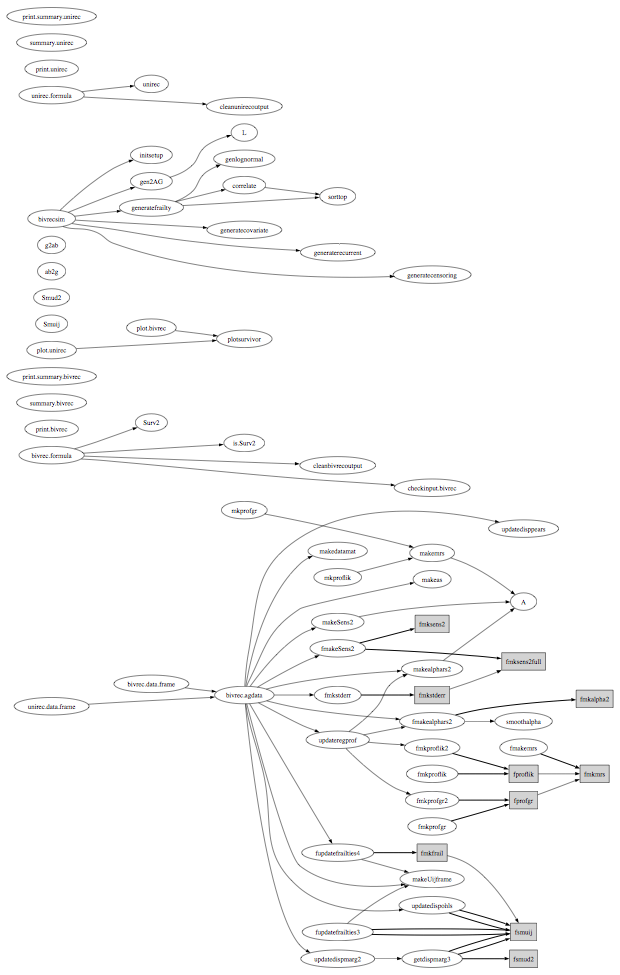 print.summary.unirec
summary.unirec
print.unirec
unirec
unirec.formula
cleanunirecoutput
L
initsetup
genlognormal
gen2AG
correlate
sorttop
generatefrailty
bivrecsim
generatecovariate
g2ab
generaterecurrent
ab2g
generatecensoring
Smud2
Smuij
plot.bivrec
plotsurvivor
plot.unirec
print.summary.bivrec
summary.bivrec
Surv2
print.bivrec
is.Surv2
bivrec.formula
cleanbivrecoutput
checkinput.bivrec
mkprofgr
updatedisppears
makedatamat
makemrs
mkproflik
makeas
A
makeSens2
fmksens2
fmakeSens2
fmksens2full
makealphars2
bivrec.data.frame
bivrec.agdata
fmkstderr
fmkstderr
fmkalpha2
unirec.data.frame
fmakealphars2
smoothalpha
updateregprof
fmkproflik2
fmakemrs
fmkproflik
fproflik
fmkmrs
fmkprofgr2
fprofgr
fmkprofgr
fupdatefrailties4
fmkfrail
makeUijframe
updatedispohls
fupdatefrailties3
fsmuij
updatedispmarg2
getdispmarg3
fsmud2